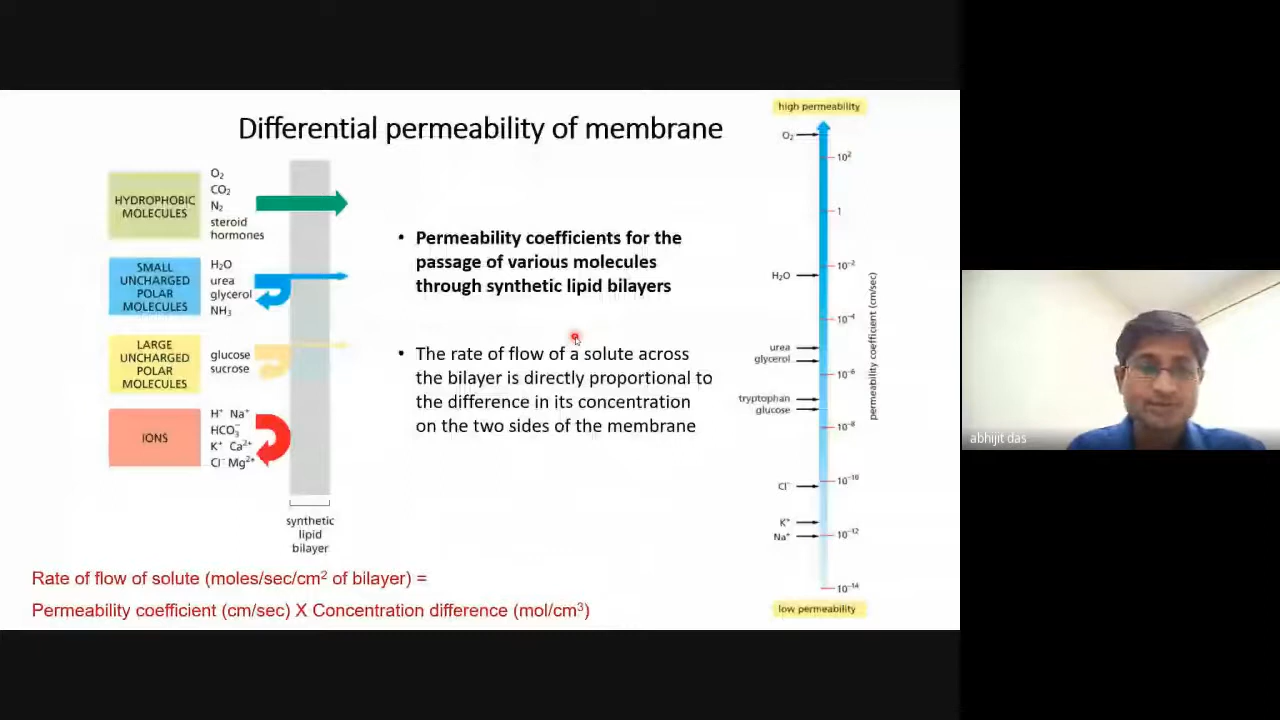 Differential permeability of membrane
HYDROPHOBIC
MOLECULES
O₂
CO₂
N₂
steroid
hormones
SMALL
UNCHARGED
POLAR
MOLECULES
H₂O
urea
glycerol
NH₃
LARGE
UNCHARGED
POLAR
MOLECULES
glucose
sucrose
IONS
H⁺ Na⁺
HCO₃⁻
K⁺ Ca²⁺
Cl⁻ Mg²⁺
synthetic
lipid
bilayer
• Permeability coefficients for the
passage of various molecules
through synthetic lipid bilayers
• The rate of flow of a solute across
the bilayer is directly proportional to
the difference in its concentration
on the two sides of the membrane
Rate of flow of solute (moles/sec/cm² of bilayer) =
Permeability coefficient (cm/sec) X Concentration difference (mol/cm³)
high permeability
O₂
10²
1
10⁻²
H₂O
10⁻⁴
urea
glycerol
10⁻⁶
tryptophan
glucose
10⁻⁸
10⁻¹⁰
Cl⁻
K⁺
10⁻¹²
Na⁺
10⁻¹⁴
permeability coefficient (cm/sec)
low permeability
abhijit das